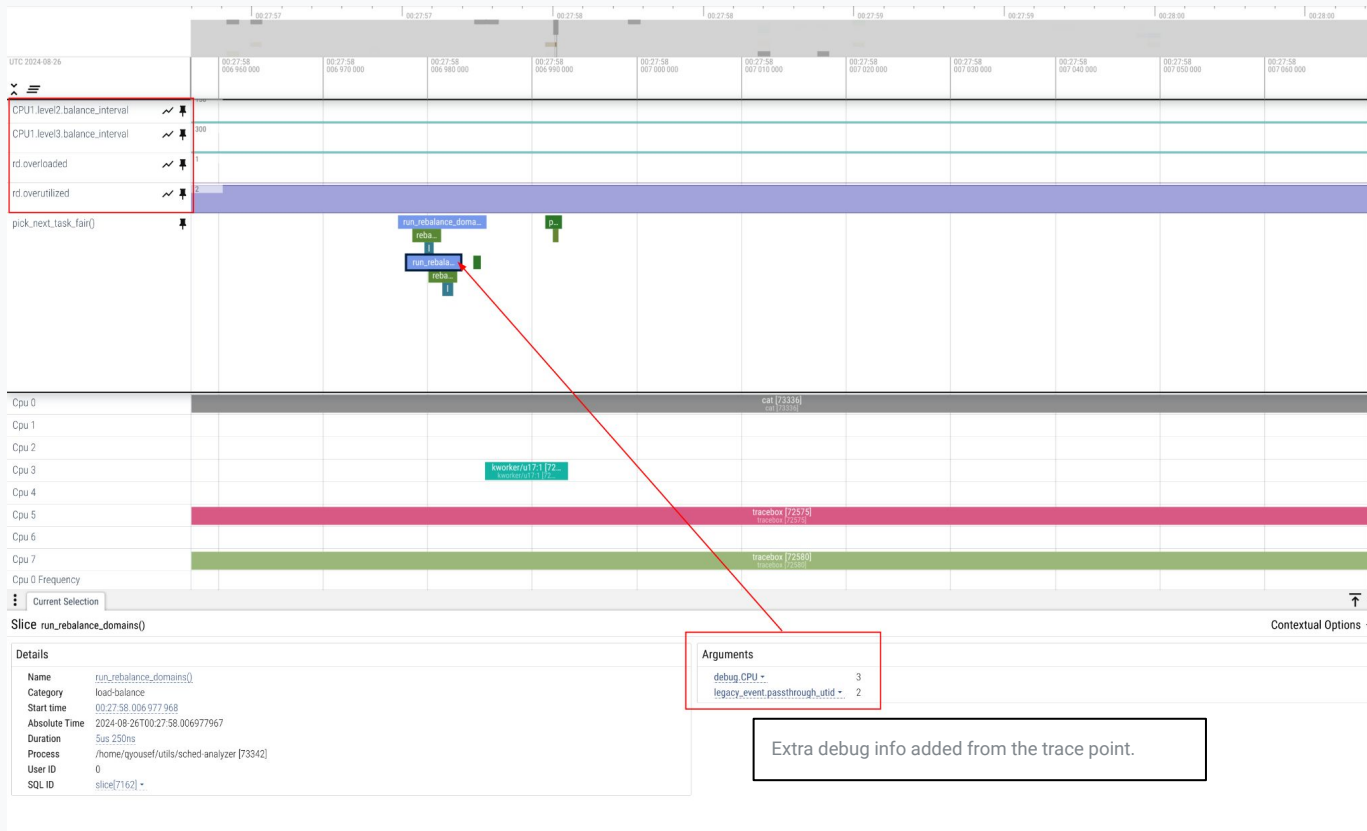 00:27:57 00:27:57 00:27:58 00:27:58 00:27:59 00:27:59 00:28:00 00:28:00
UTC 2024-08-26
00:27:58 00:27:58 00:27:58 00:27:58 00:27:58 00:27:58 00:27:58 00:27:58 00:27:58 00:27:58 00:27:58
006 960 000 006 970 000 006 980 000 006 990 000 007 000 000 007 010 000 007 020 000 007 030 000 007 040 000 007 050 000 007 060 000
CPU1.level2.balance_interval
CPU1.level3.balance_interval 300
rd.overloaded 1
rd.overutilized 2
pick_next_task_fair() run_rebalance_doma... p...
reba...
l
run_rebala...
reba...
l
Cpu 0 cat [73336]
cat [73336]
Cpu 1
Cpu 2
Cpu 3 kworker/u17:1 [72...
kworker/u17:1 [72...
Cpu 4
Cpu 5 tracebox [72575]
tracebox [72575]
Cpu 6
Cpu 7 tracebox [72580]
tracebox [72580]
Cpu 0 Frequency
Current Selection
Slice run_rebalance_domains() Contextual Options
Details
Name run_rebalance_domains()
Category load-balance
Start time 00:27:58.006 977 968
Absolute Time 2024-08-26T00:27:58.006977967
Duration 5us 250ns
Process /home/qyousef/utils/sched-analyzer [73342]
User ID 0
SQL ID slice[7162]
Arguments
debug.CPU 3
legacy_event.passthrough_utid 2
Extra debug info added from the trace point.